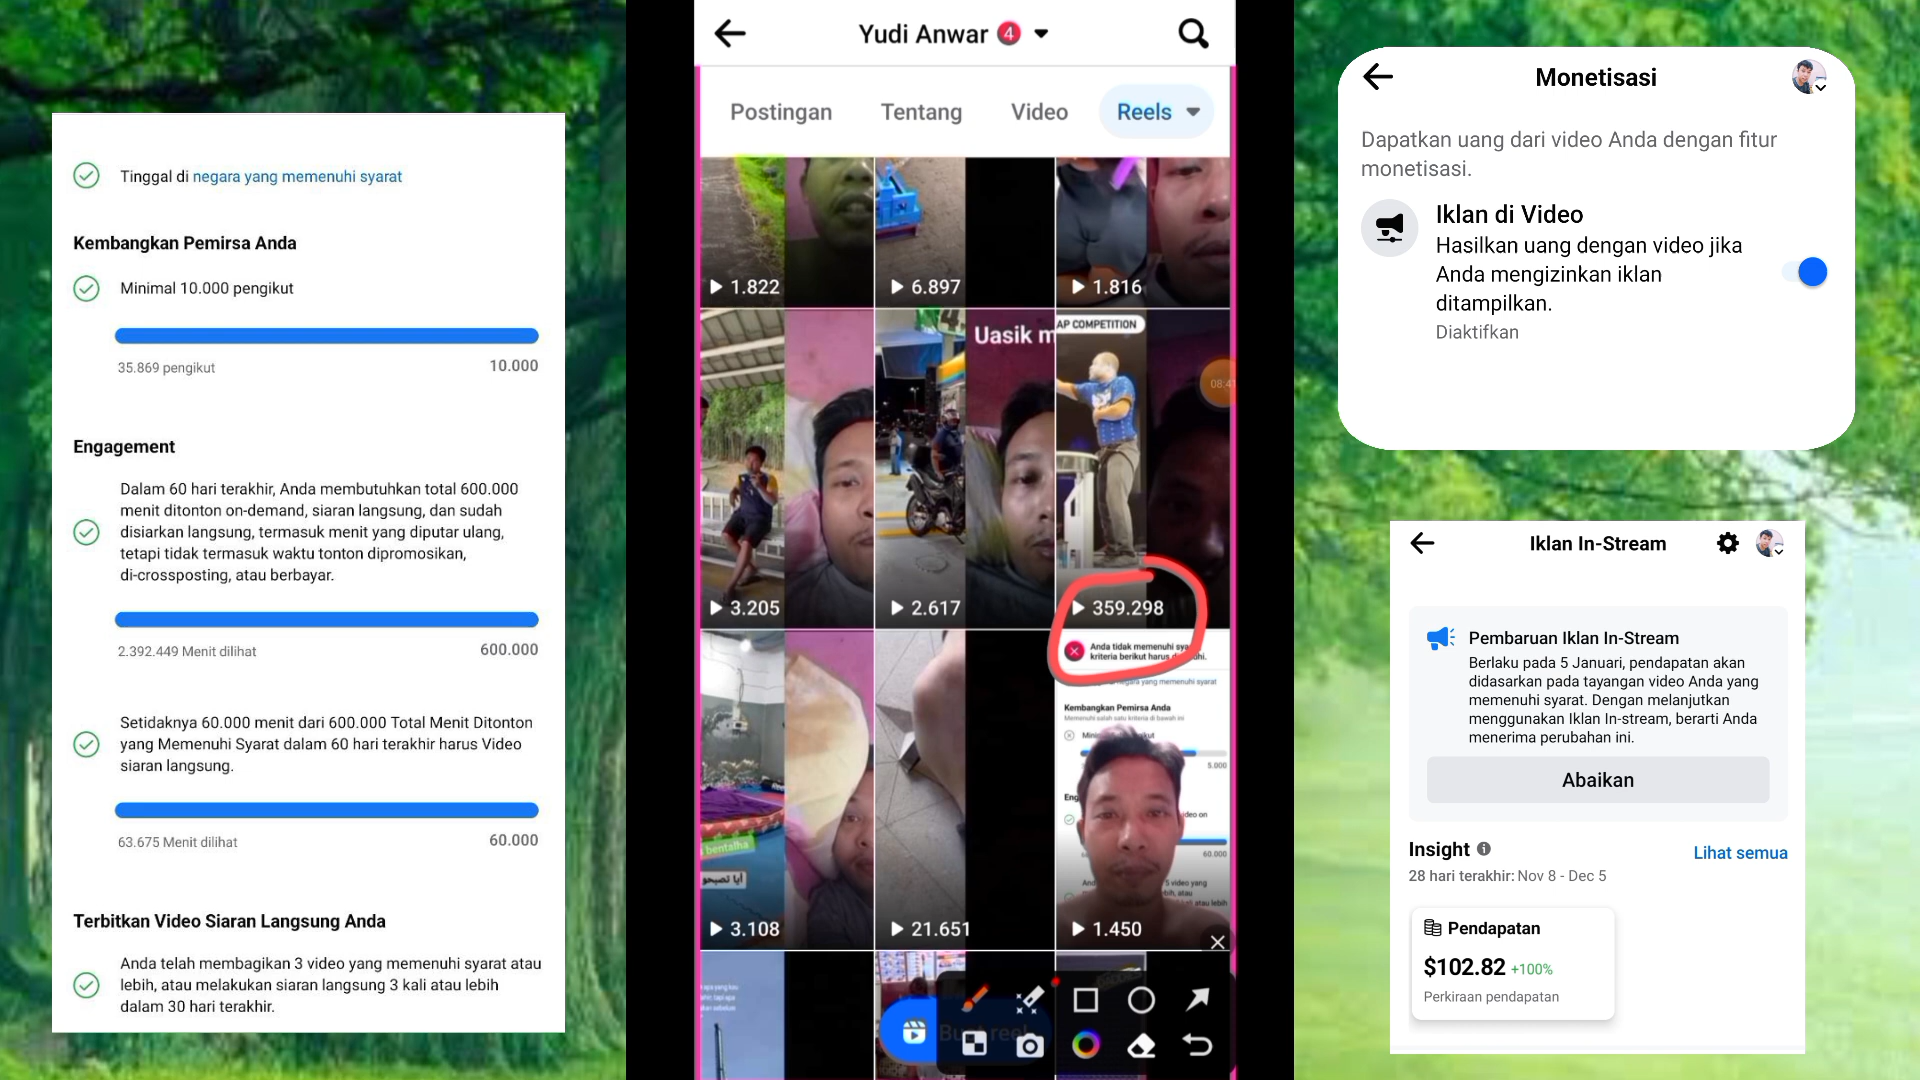 Tinggal di negara yang memenuhi syarat
Kembangkan Pemirsa Anda
Minimal 10.000 pengikut
35.869 pengikut
10.000
Engagement
Dalam 60 hari terakhir, Anda membutuhkan total 600.000
menit ditonton on-demand, siaran langsung, dan sudah
disiarkan langsung, termasuk menit yang diputar ulang,
tetapi tidak termasuk waktu tonton dipromosikan,
di-crossposting, atau berbayar.
2.392.449 Menit dilihat
600.000
Setidaknya 60.000 menit dari 600.000 Total Menit Ditonton
yang Memenuhi Syarat dalam 60 hari terakhir harus Video
siaran langsung.
63.675 Menit dilihat
60.000
Terbitkan Video Siaran Langsung Anda
Anda telah membagikan 3 video yang memenuhi syarat atau
lebih, atau melakukan siaran langsung 3 kali atau lebih
dalam 30 hari terakhir.
Yudi Anwar 4
Postingan Tentang Video Reels
1.822
6.897
1.816
Uasik m
AP COMPETITION
08:41
3.205
2.617
359.298
Anda tidak memenuhi sya
kriteria berikut harus di
negara yang memenuhi syarat
Kembangkan Pemirsa Anda
Memenuhi salah satu kriteria di bawah ini
5.000
60.000
bentalha
3.108
21.651
1.450
Monetisasi
Dapatkan uang dari video Anda dengan fitur
monetisasi.
Iklan di Video
Hasilkan uang dengan video jika
Anda mengizinkan iklan
ditampilkan.
Diaktifkan
Iklan In-Stream
Pembaruan Iklan In-Stream
Berlaku pada 5 Januari, pendapatan akan
didasarkan pada tayangan video Anda yang
memenuhi syarat. Dengan melanjutkan
menggunakan Iklan In-stream, berarti Anda
menerima perubahan ini.
Abaikan
Insight
Lihat semua
28 hari terakhir: Nov 8 - Dec 5
Pendapatan
$102.82 +100%
Perkiraan pendapatan